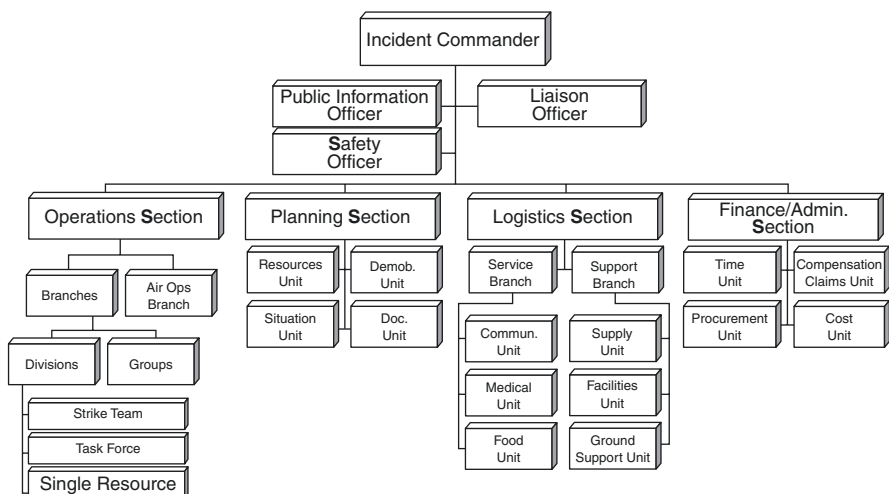 Incident Commander
Public Information
Officer
Liaison
Officer
Safety
Officer
Operations Section
Planning Section
Logistics Section
Finance/Admin.
Section
Branches
Air Ops
Branch
Divisions
Groups
Strike Team
Task Force
Single Resource
Resources
Unit
Demob.
Unit
Situation
Unit
Doc.
Unit
Service
Branch
Support
Branch
Commun.
Unit
Supply
Unit
Medical
Unit
Facilities
Unit
Food
Unit
Ground
Support Unit
Time
Unit
Compensation
Claims Unit
Procurement
Unit
Cost
Unit